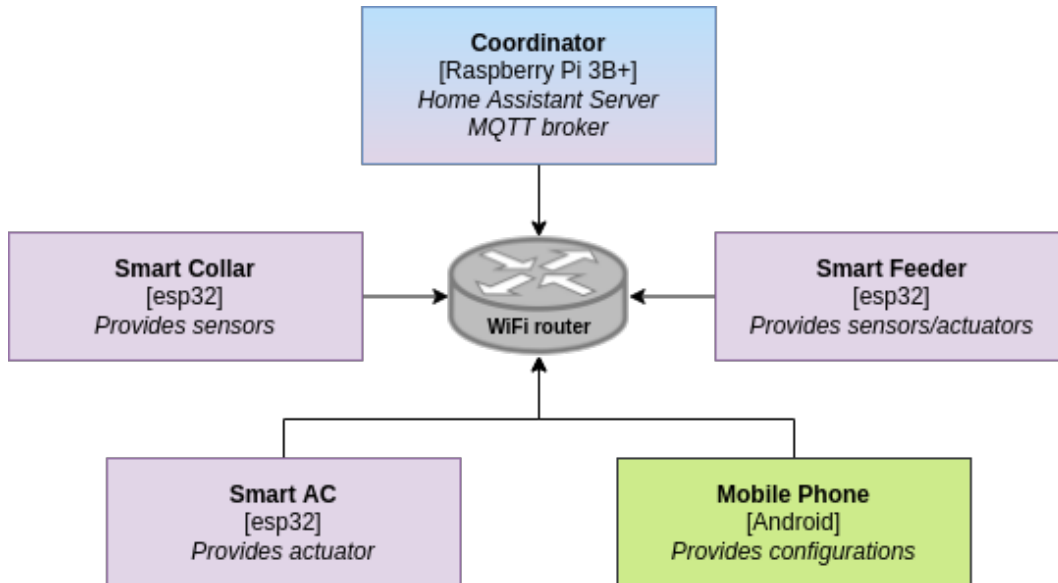 Coordinator
[Raspberry Pi 3B+]
Home Assistant Server
MQTT broker
Smart Collar
[esp32]
Provides sensors
WiFi router
Smart Feeder
[esp32]
Provides sensors/actuators
Smart AC
[esp32]
Provides actuator
Mobile Phone
[Android]
Provides configurations